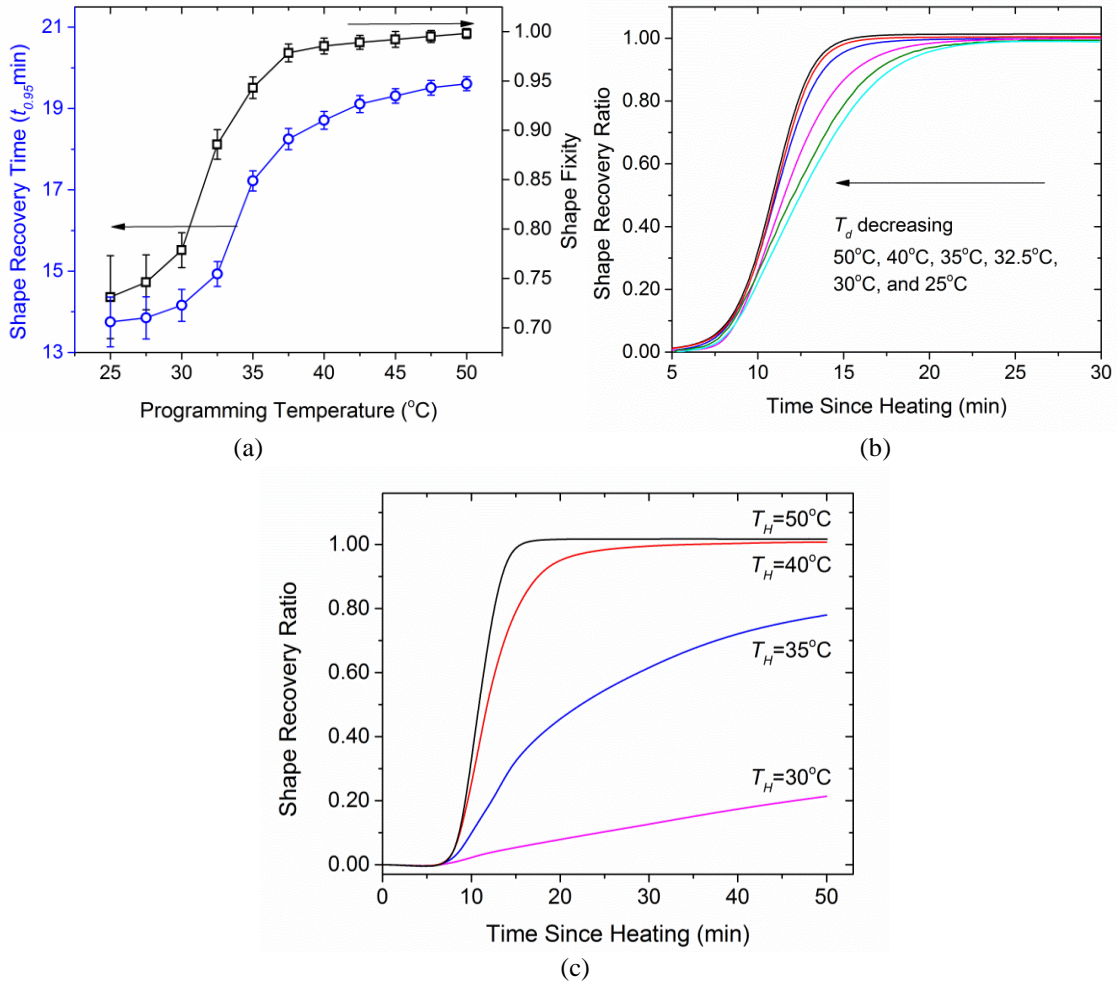 21
19
17
15
13
Shape Recovery Time (t0.95min)
1.00
0.95
0.90
0.85
0.80
0.75
0.70
Shape Fixity
25 30 35 40 45 50
Programming Temperature (°C)
(a)
1.00
0.80
0.60
0.40
0.20
0.00
Shape Recovery Ratio
Td decreasing
50°C, 40°C, 35°C, 32.5°C,
30°C, and 25°C
5 10 15 20 25 30
Time Since Heating (min)
(b)
1.00
0.80
0.60
0.40
0.20
0.00
Shape Recovery Ratio
TH=50°C
TH=40°C
TH=35°C
TH=30°C
0 10 20 30 40 50
Time Since Heating (min)
(c)